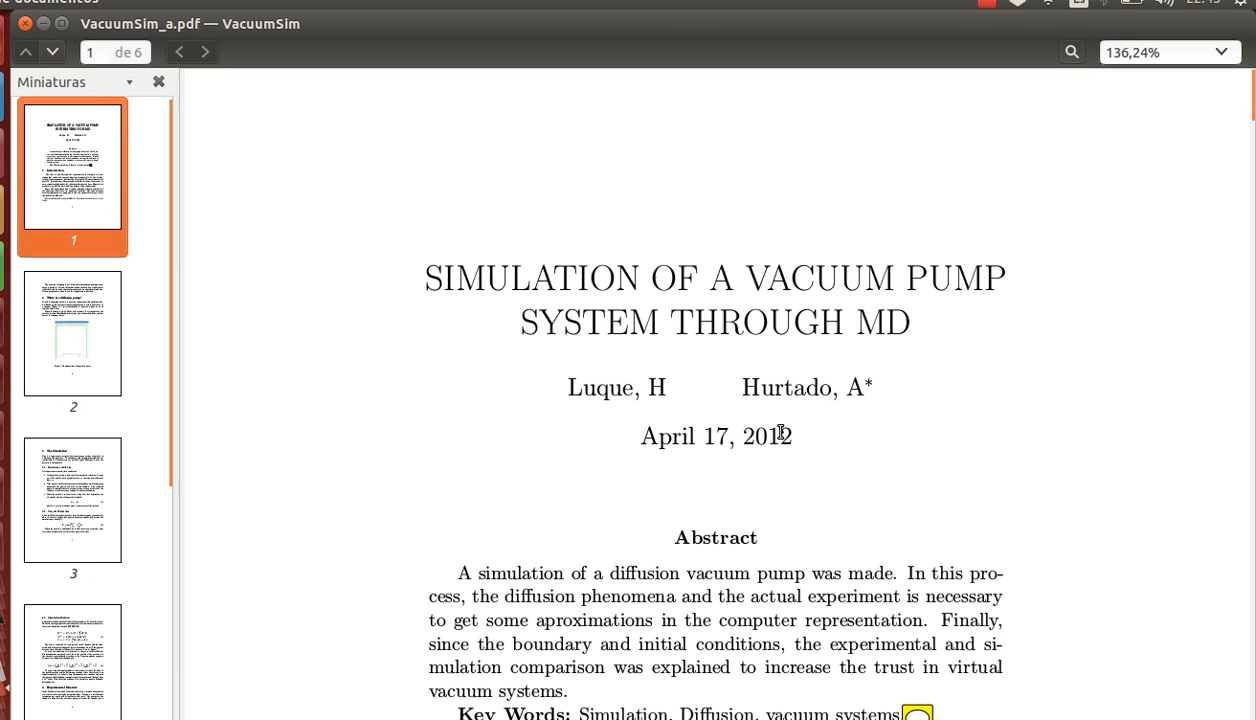 VacuumSim_a.pdf — VacuumSim
1 de 6
136,24%
Miniaturas
1
2
3
SIMULATION OF A VACUUM PUMP
SYSTEM THROUGH MD
Luque, H Hurtado, A*
April 17, 2012
Abstract
A simulation of a diffusion vacuum pump was made. In this pro-
cess, the diffusion phenomena and the actual experiment is necessary
to get some aproximations in the computer representation. Finally,
since the boundary and initial conditions, the experimental and si-
mulation comparison was explained to increase the trust in virtual
vacuum systems.
Key Words: Simulation, Diffusion, vacuum systems